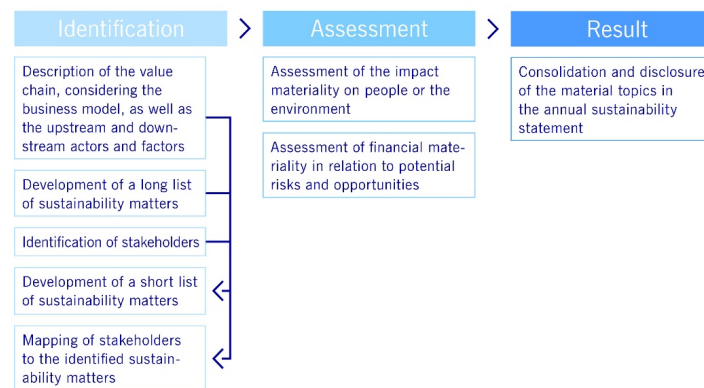 Identification
Assessment
Result
Description of the value
chain, considering the
business model, as well as
the upstream and down-
stream actors and factors
Development of a long list
of sustainability matters
Identification of stakeholders
Development of a short list
of sustainability matters
Mapping of stakeholders
to the identified sustain-
ability matters
Assessment of the impact
materiality on people or the
environment
Assessment of financial mate-
riality in relation to potential
risks and opportunities
Consolidation and disclosure
of the material topics in
the annual sustainability
statement